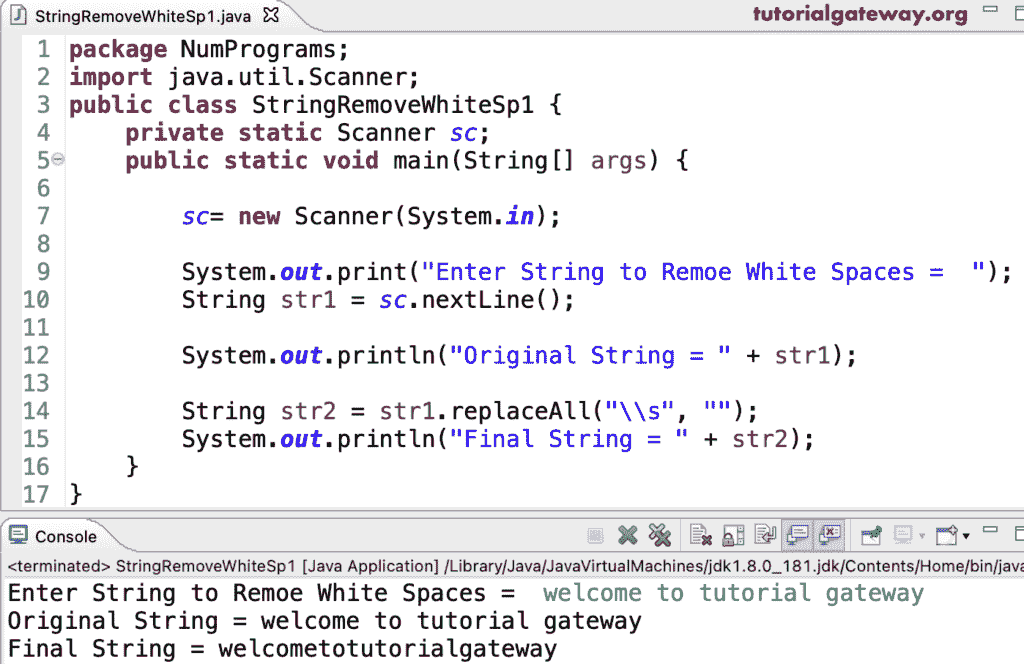 StringRemoveWhiteSp1.java
tutorialgateway.org
1 package NumPrograms;
2 import java.util.Scanner;
3 public class StringRemoveWhiteSp1 {
4     private static Scanner sc;
5     public static void main(String[] args) {
6
7         sc= new Scanner(System.in);
8
9         System.out.print("Enter String to Remoe White Spaces =  ");
10         String str1 = sc.nextLine();
11
12         System.out.println("Original String = " + str1);
13
14         String str2 = str1.replaceAll("\\s", "");
15         System.out.println("Final String = " + str2);
16     }
17 }
Console
<terminated> StringRemoveWhiteSp1 [Java Application] /Library/Java/JavaVirtualMachines/jdk1.8.0_181.jdk/Contents/Home/bin/java
Enter String to Remoe White Spaces =  welcome to tutorial gateway
Original String = welcome to tutorial gateway
Final String = welcometotutorialgateway